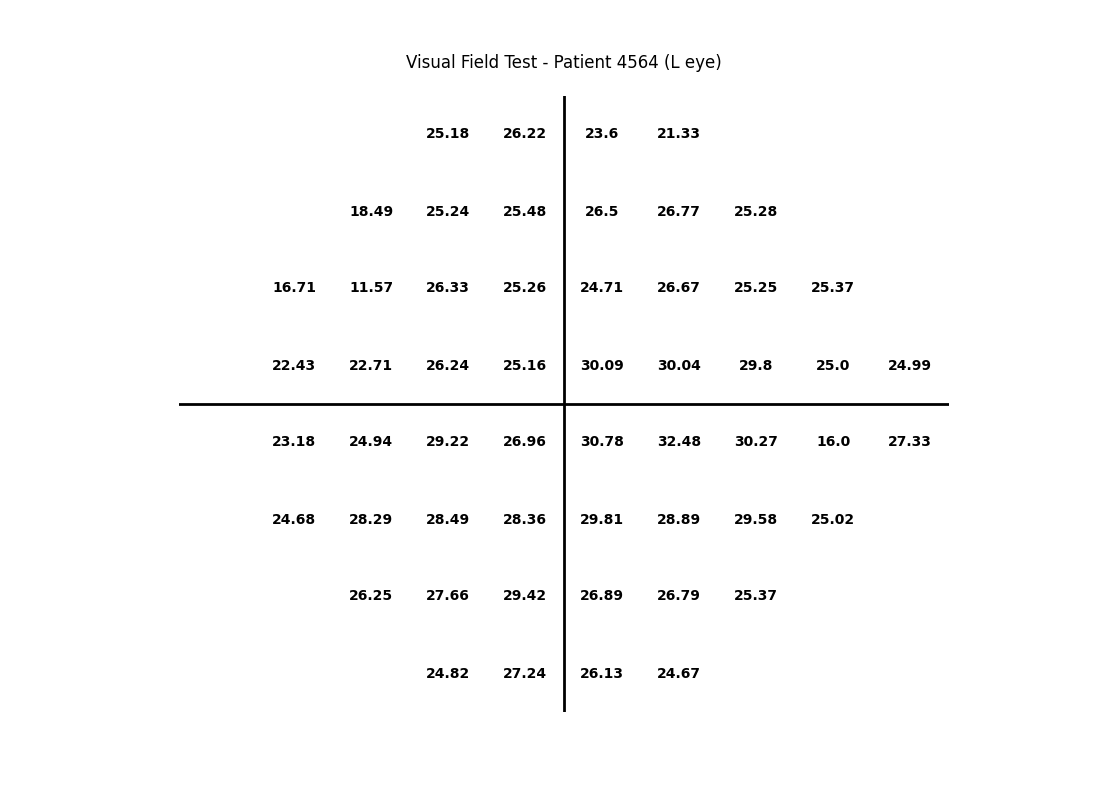 Visual Field Test - Patient 4564 (L eye)
25.18 26.22 23.6 21.33
18.49 25.24 25.48 26.5 26.77 25.28
16.71 11.57 26.33 25.26 24.71 26.67 25.25 25.37
22.43 22.71 26.24 25.16 30.09 30.04 29.8 25.0 24.99
23.18 24.94 29.22 26.96 30.78 32.48 30.27 16.0 27.33
24.68 28.29 28.49 28.36 29.81 28.89 29.58 25.02
26.25 27.66 29.42 26.89 26.79 25.37
24.82 27.24 26.13 24.67